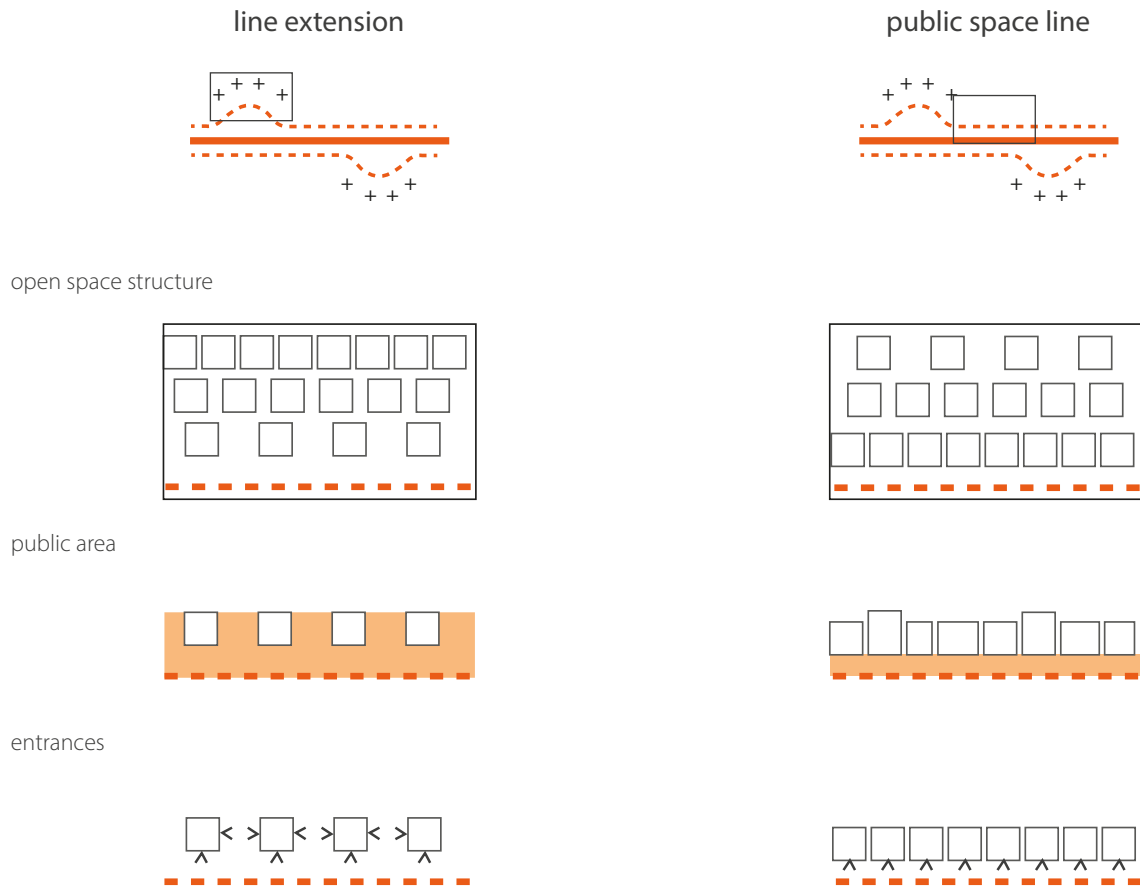 line extension
public space line
open space structure
public area
entrances